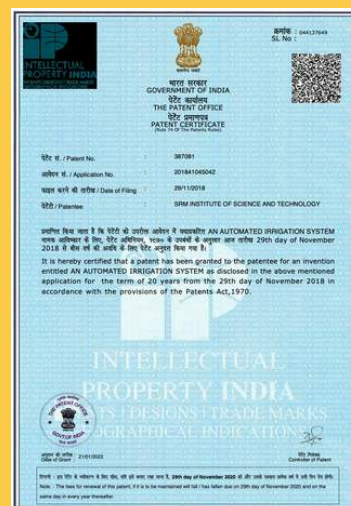 INTELLECTUAL
PROPERTY INDIA
क्रमांक : 044137649
SL No :
भारत सरकार
GOVERNMENT OF INDIA
पेटेंट कार्यालय
THE PATENT OFFICE
पेटेंट प्रमाणपत्र
PATENT CERTIFICATE
(Rule 74 Of The Patents Rules)
पेटेंट सं. / Patent No. : 387081
आवेदन सं. / Application No. : 201841045042
फाइल करने की तारीख / Date of Filing : 29/11/2018
पेटेंटी / Patentee : SRM INSTITUTE OF SCIENCE AND TECHNOLOGY
प्रमाणित किया जाता है कि पेटेंटी को उपरोक्त आवेदन में यथाप्रकटित AN AUTOMATED IRRIGATION SYSTEM
नामक आविष्कार के लिए, पेटेंट अधिनियम, १९७० के उपबंधों के अनुसार आज तारीख 29th day of November
2018 से बीस वर्ष की अवधि के लिए पेटेंट अनुदत्त किया गया है।
It is hereby certified that a patent has been granted to the patentee for an invention
entitled AN AUTOMATED IRRIGATION SYSTEM as disclosed in the above mentioned
application for the term of 20 years from the 29th day of November 2018 in
accordance with the provisions of the Patents Act,1970.
INTELLECTUAL
PROPERTY INDIA
DESIGNS | TRADE MARKS
GEOGRAPHICAL INDICATIONS
THE PATENT OFFICE
GOVT.OF INDIA
अनुदान की तारीख : 21/01/2022
Date of Grant :
पेटेंट नियंत्रक
Controller of Patent
29th day of November 2020
Note. - The fees for renewal of this patent, if it is to be maintained will fall / has fallen due on 29th day of November 2020 and on the
same day in every year thereafter.